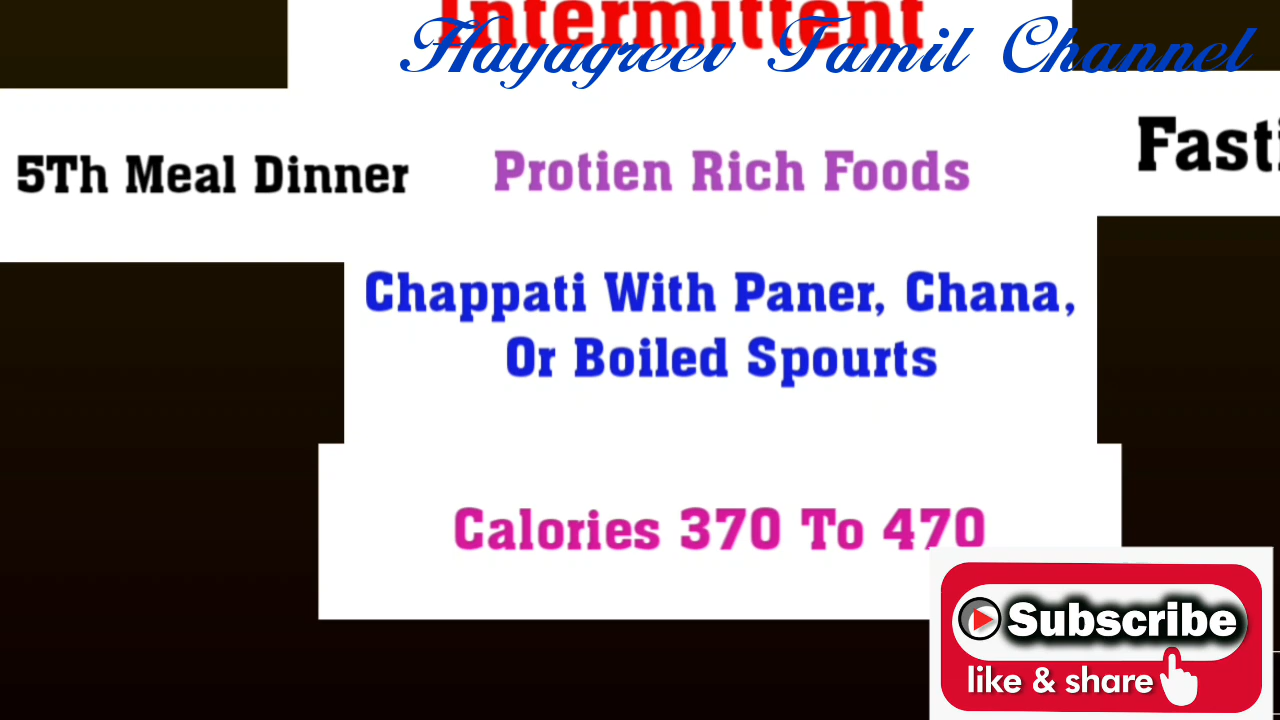 Intermittent
Hayagreev Tamil Channel
5Th Meal Dinner
Protien Rich Foods
Fasti
Chappati With Paner, Chana,
Or Boiled Spourts
Calories 370 To 470
Subscribe
like & share